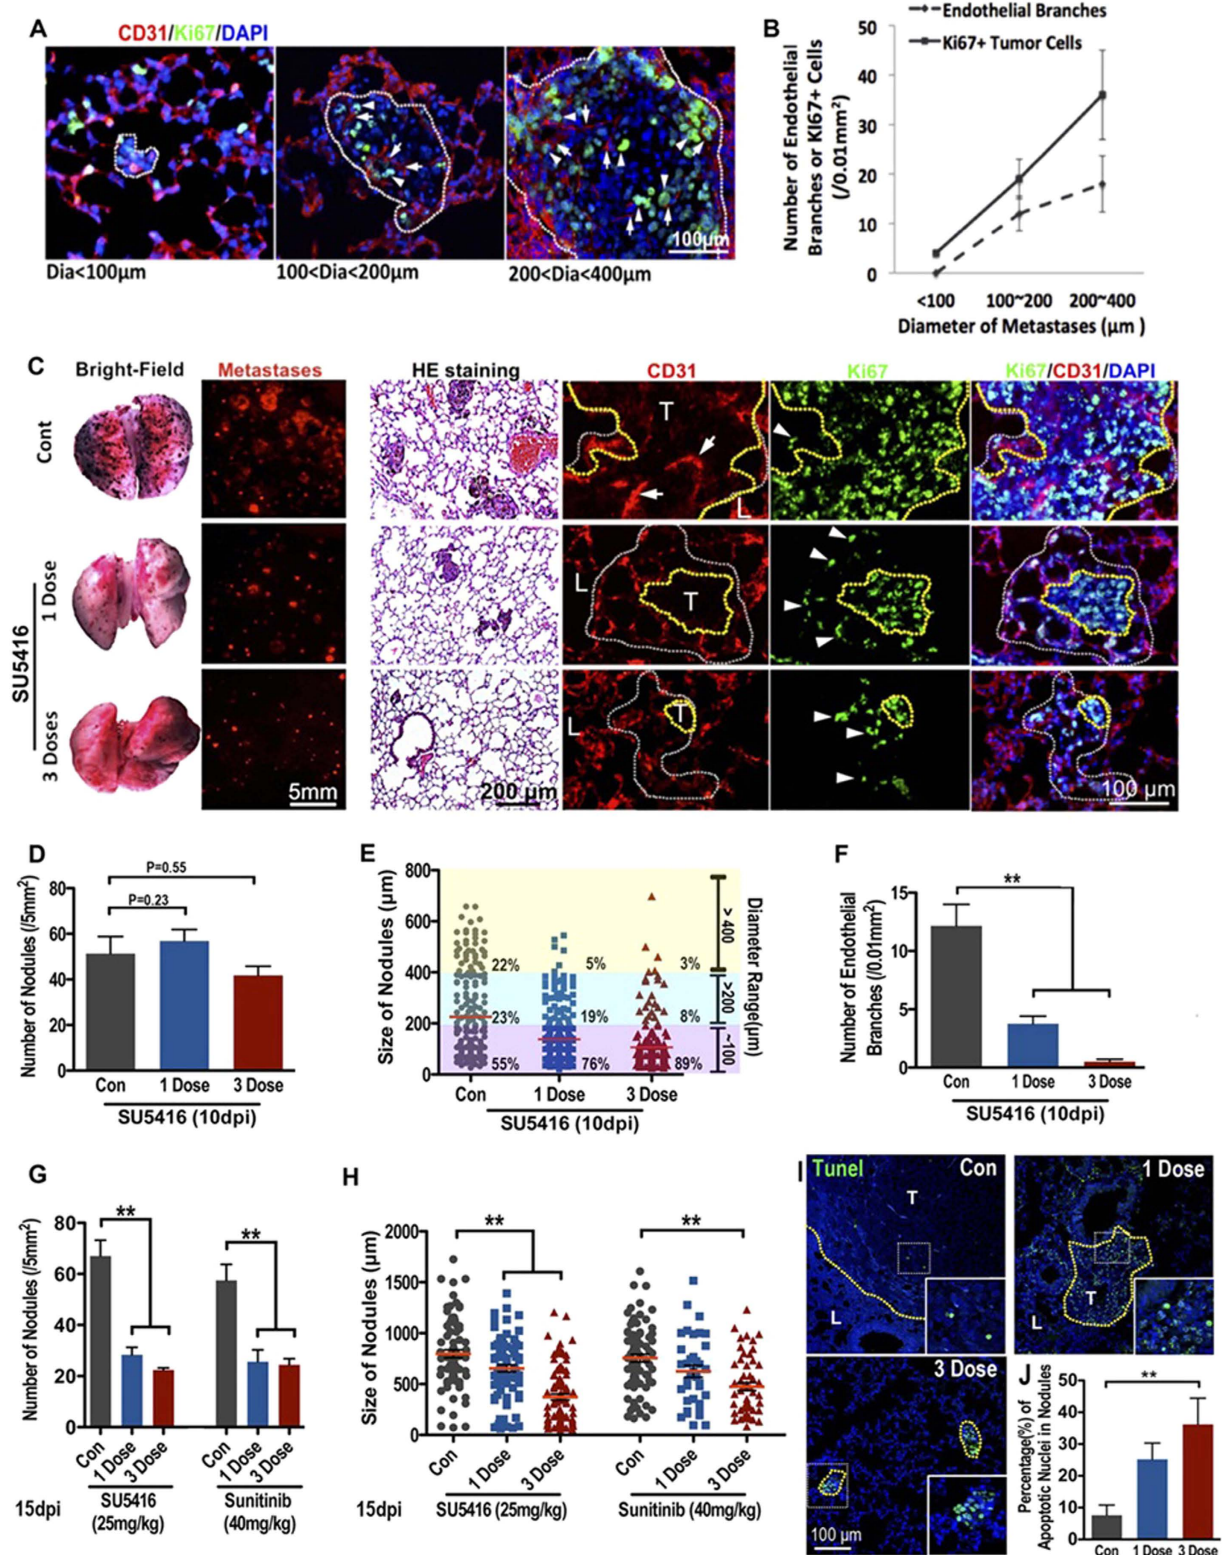 A
CD31/Ki67/DAPI
Dia<100μm
100<Dia<200μm
200<Dia<400μm
100μm
B
Endothelial Branches
Ki67+ Tumor Cells
Number of Endothelial
Branches or KI67+ Cells
(/0.01mm²)
50
40
30
20
10
0
<100
100~200
200~400
Diameter of Metastases (μm )
C
Bright-Field
Metastases
HE staining
CD31
Ki67
Ki67/CD31/DAPI
Cont
T
L
SU5416
1 Dose
L
T
3 Doses
L
T
5mm
200 μm
100 μm
D
Number of Nodules (/5mm²)
80
60
40
20
0
P=0.55
P=0.23
Con
1 Dose
3 Dose
SU5416 (10dpi)
E
Size of Nodules (μm)
800
600
400
200
0
22%
5%
3%
23%
19%
8%
55%
76%
89%
> 400
>200
~100
Diameter Range(μm)
Con
1 Dose
3 Dose
SU5416 (10dpi)
F
Number of Endothelial
Branches (/0.01mm2)
15
10
5
0
**
Con
1 Dose
3 Dose
SU5416 (10dpi)
G
Number of Nodules (/5mm²)
80
60
40
20
0
**
**
Con
1 Dose
3 Dose
Con
1 Dose
3 Dose
15dpi
SU5416
(25mg/kg)
Sunitinib
(40mg/kg)
H
Size of Nodules (μm)
2000
1500
1000
500
0
**
**
Con
1 Dose
3 Dose
Con
1 Dose
3 Dose
15dpi
SU5416 (25mg/kg)
Sunitinib (40mg/kg)
I
Tunel
Con
T
L
1 Dose
T
L
3 Dose
100 μm
J
Percentage(%) of
Apoptotic Nuclei in Nodules
50
40
30
20
10
0
**
Con
1 Dose
3 Dose